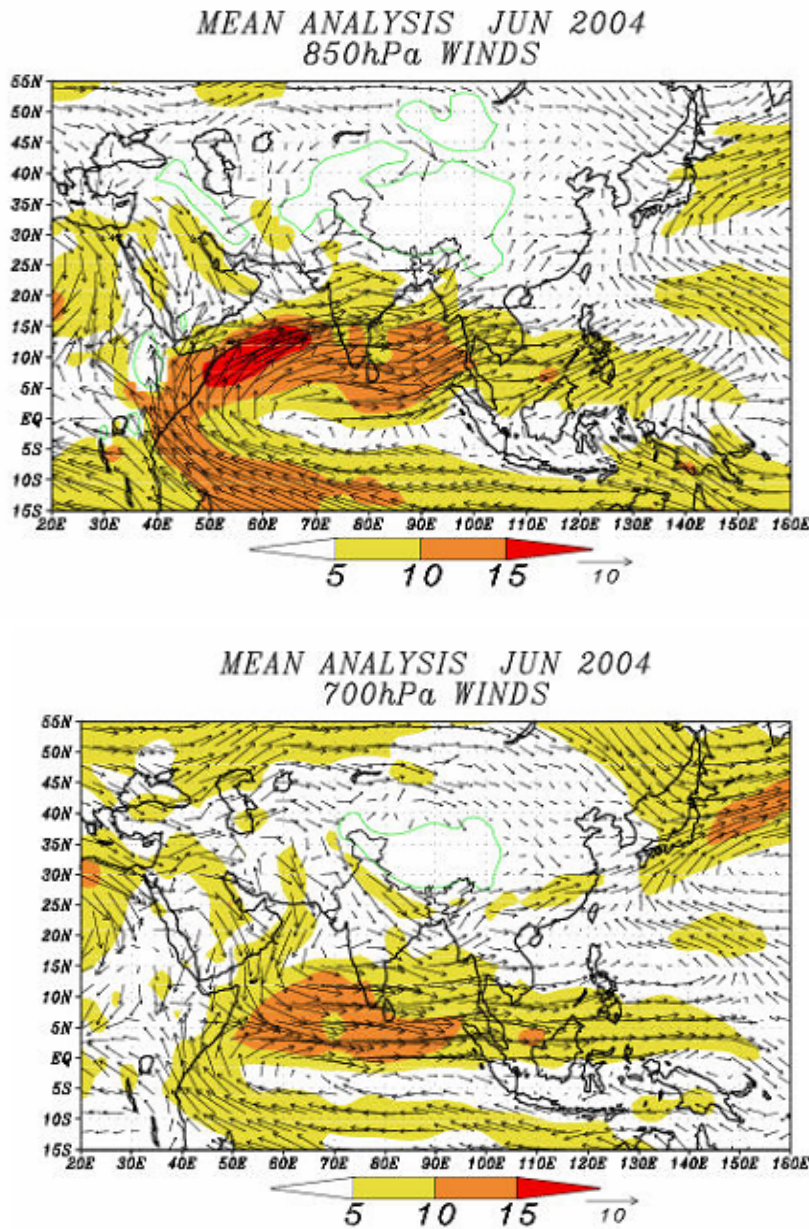 MEAN ANALYSIS JUN 2004
850hPa WINDS
55N
50N
45N
40N
35N
30N
25N
20N
15N
10N
5N
EQ
5S
10S
15S
20E 30E 40E 50E 60E 70E 80E 90E 100E 110E 120E 130E 140E 150E 160E
5 10 15 10
MEAN ANALYSIS JUN 2004
700hPa WINDS
55N
50N
45N
40N
35N
30N
25N
20N
15N
10N
5N
EQ
5S
10S
15S
20E 30E 40E 50E 60E 70E 80E 90E 100E 110E 120E 130E 140E 150E 160E
5 10 15 10